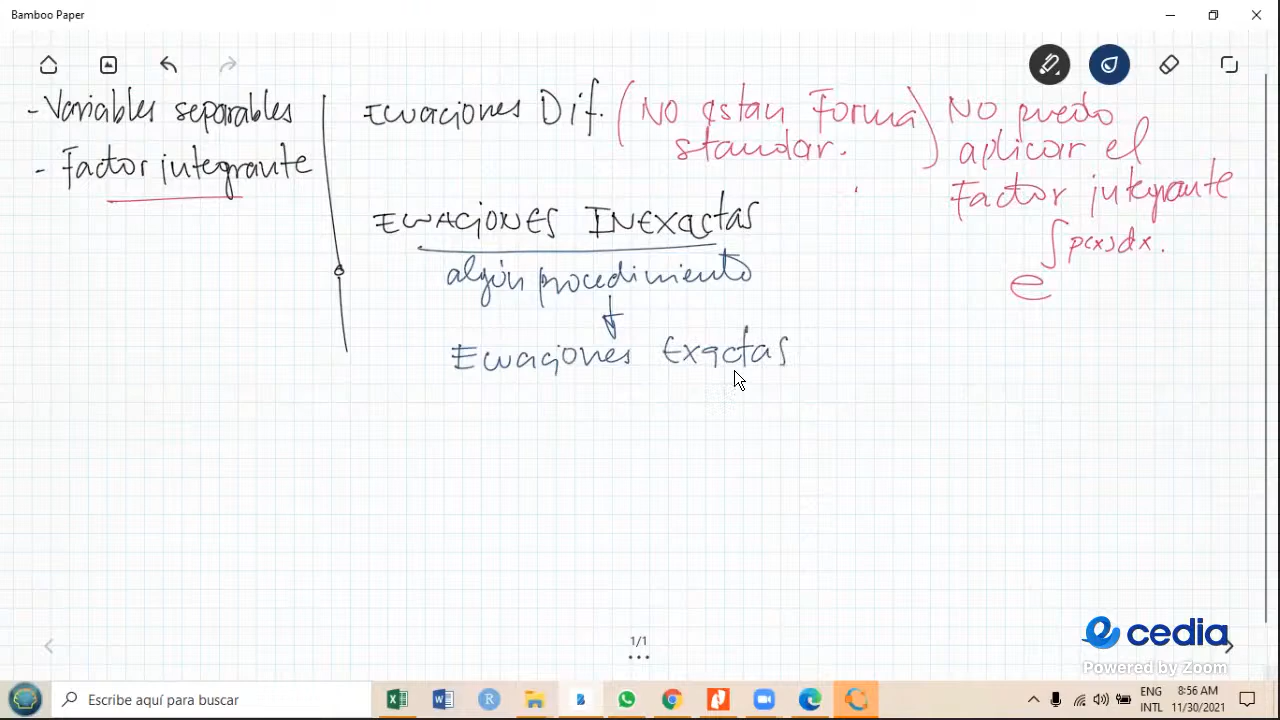 Bamboo Paper
- Variables separables
- Factor integrante
Ecuaciones Dif. (No estan Forma
standar.)
No puedo
aplicar el
Factor integrante
e^∫p(x)dx.
ECUACIONES INEXACTAS
algún procedimiento
Ecuaciones Exactas
1/1
cedia
Powered by Zoom
Escribe aquí para buscar
ENG
INTL
8:56 AM
11/30/2021